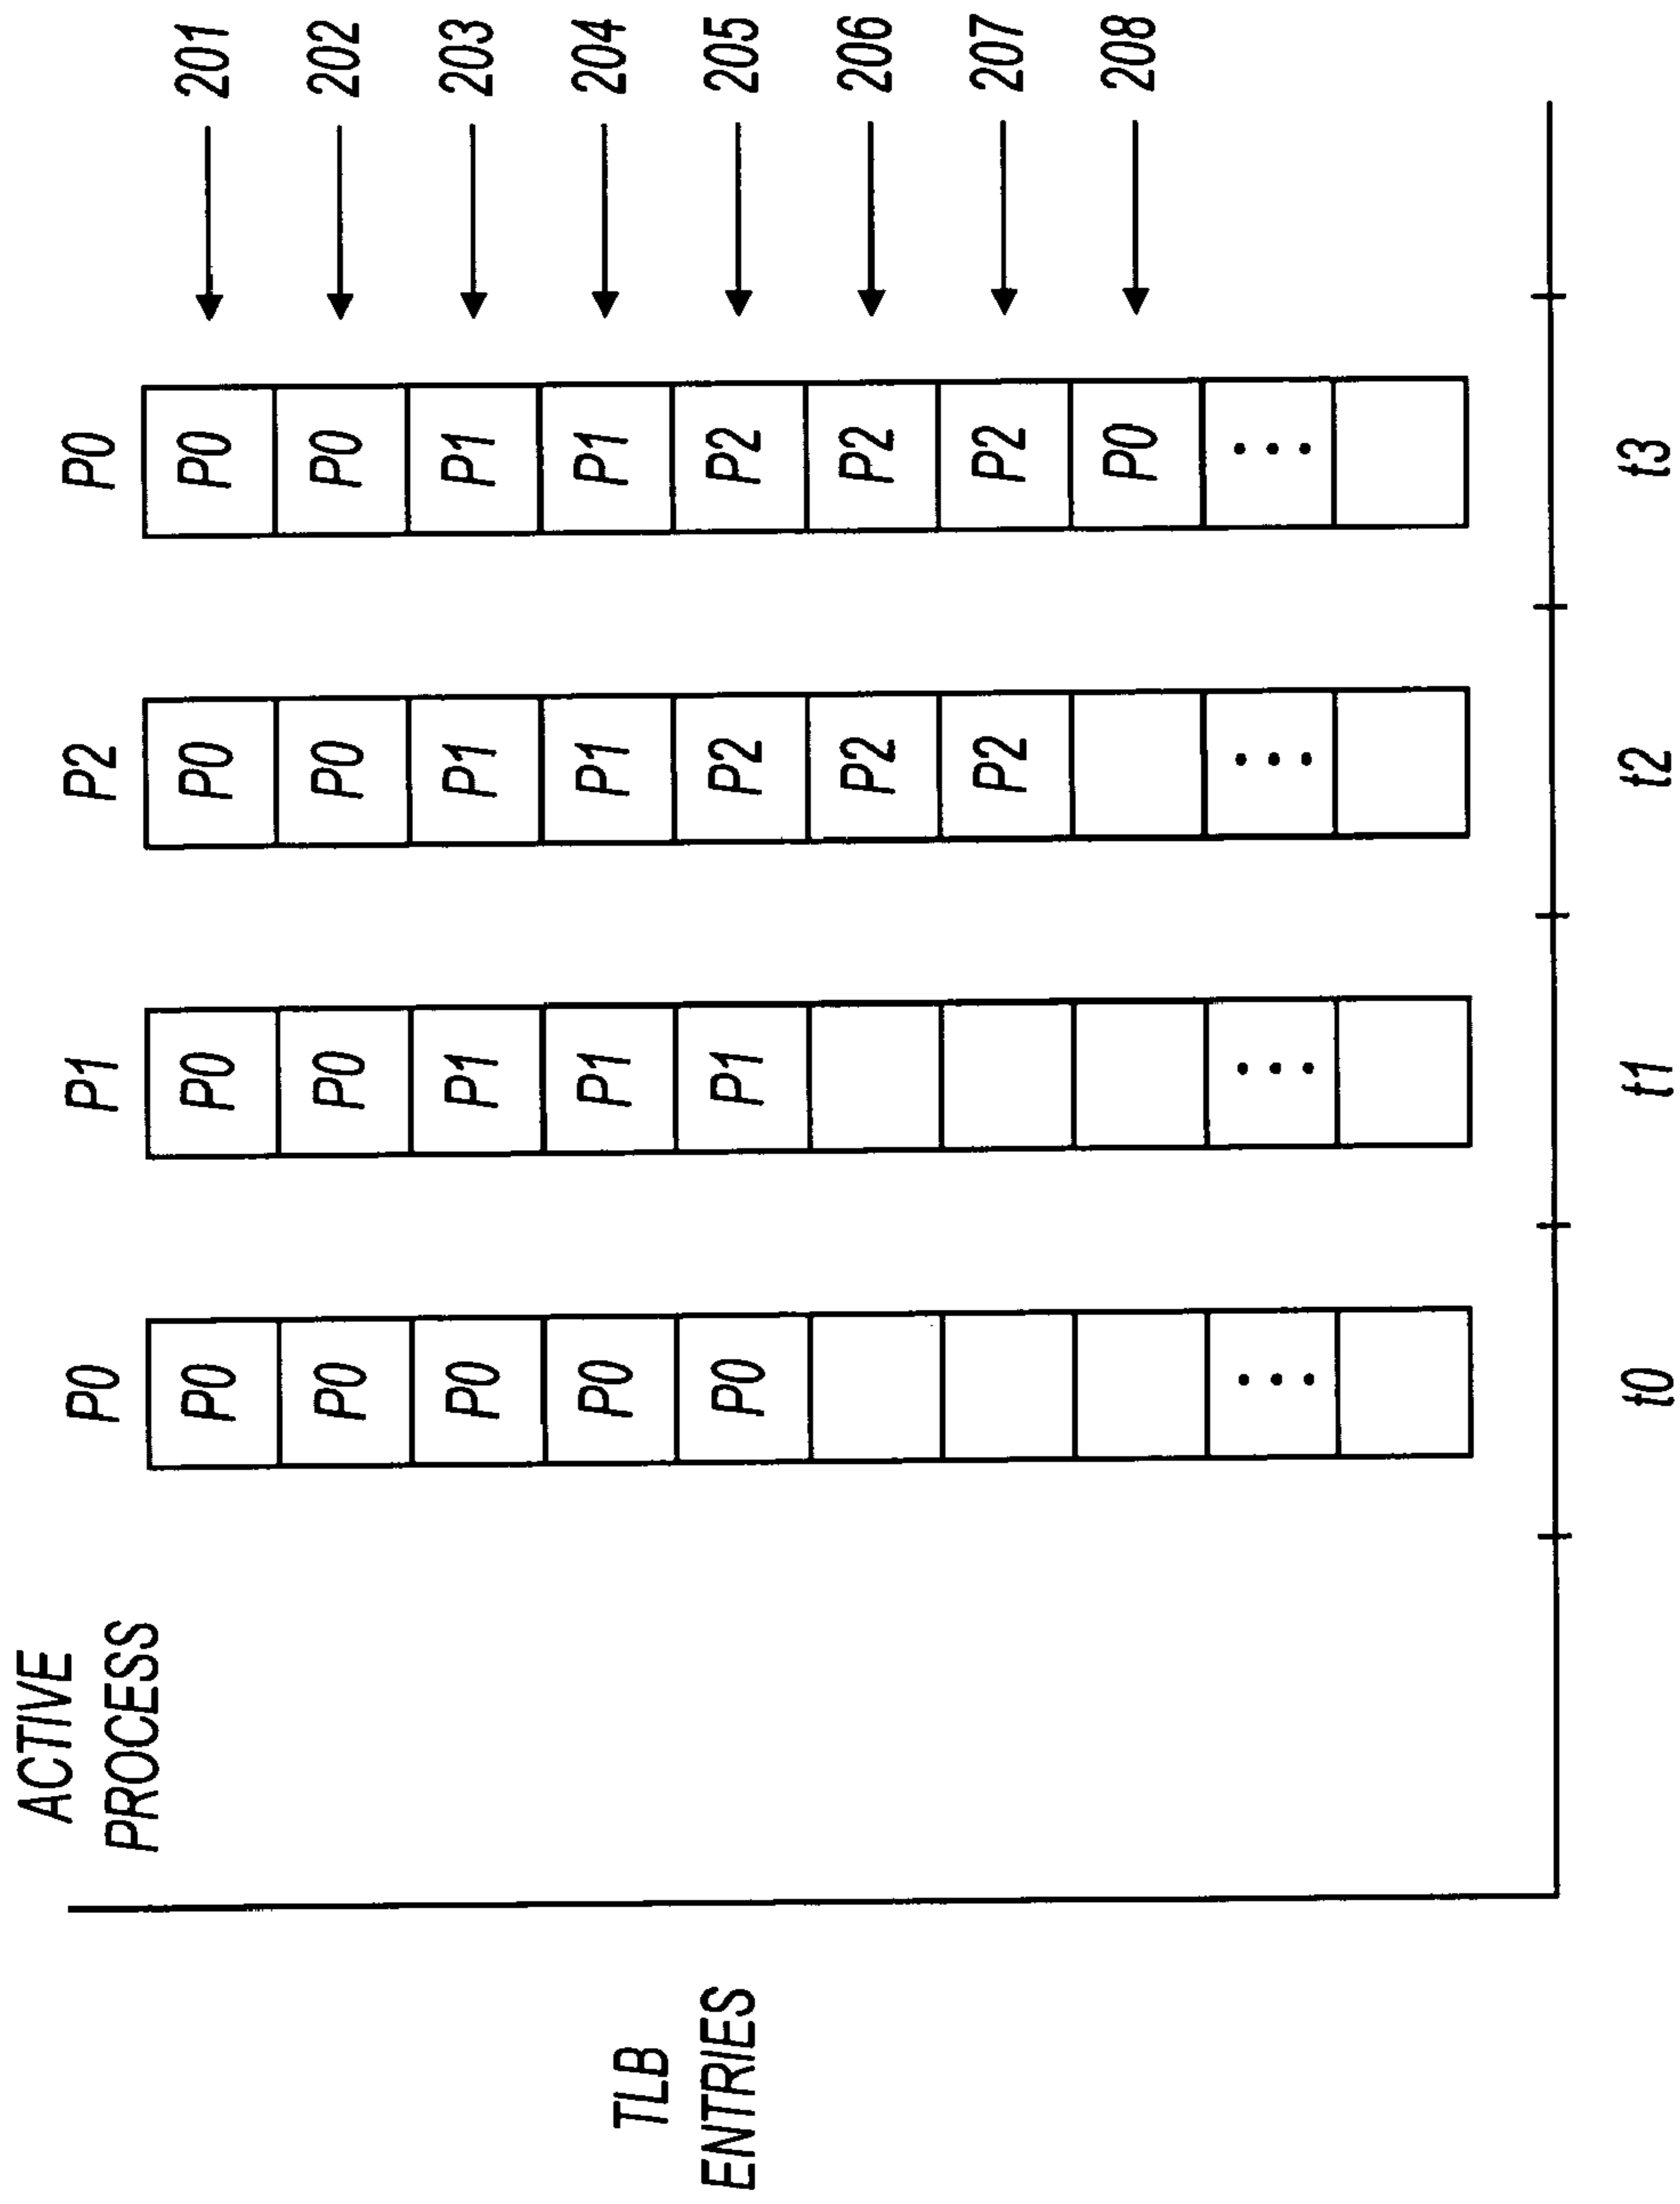 ACTIVE
PROCESS
P0 P1 P2 P0
P0 P0 P0 P0 201
P0 P0 P0 P0 202
P0 P1 P1 P1 203
P0 P1 P1 P1 204
TLB
ENTRIES
P0 P1 P2 P2 205
P2 P2 206
P2 P2 207
P0 208
t0 t1 t2 t3